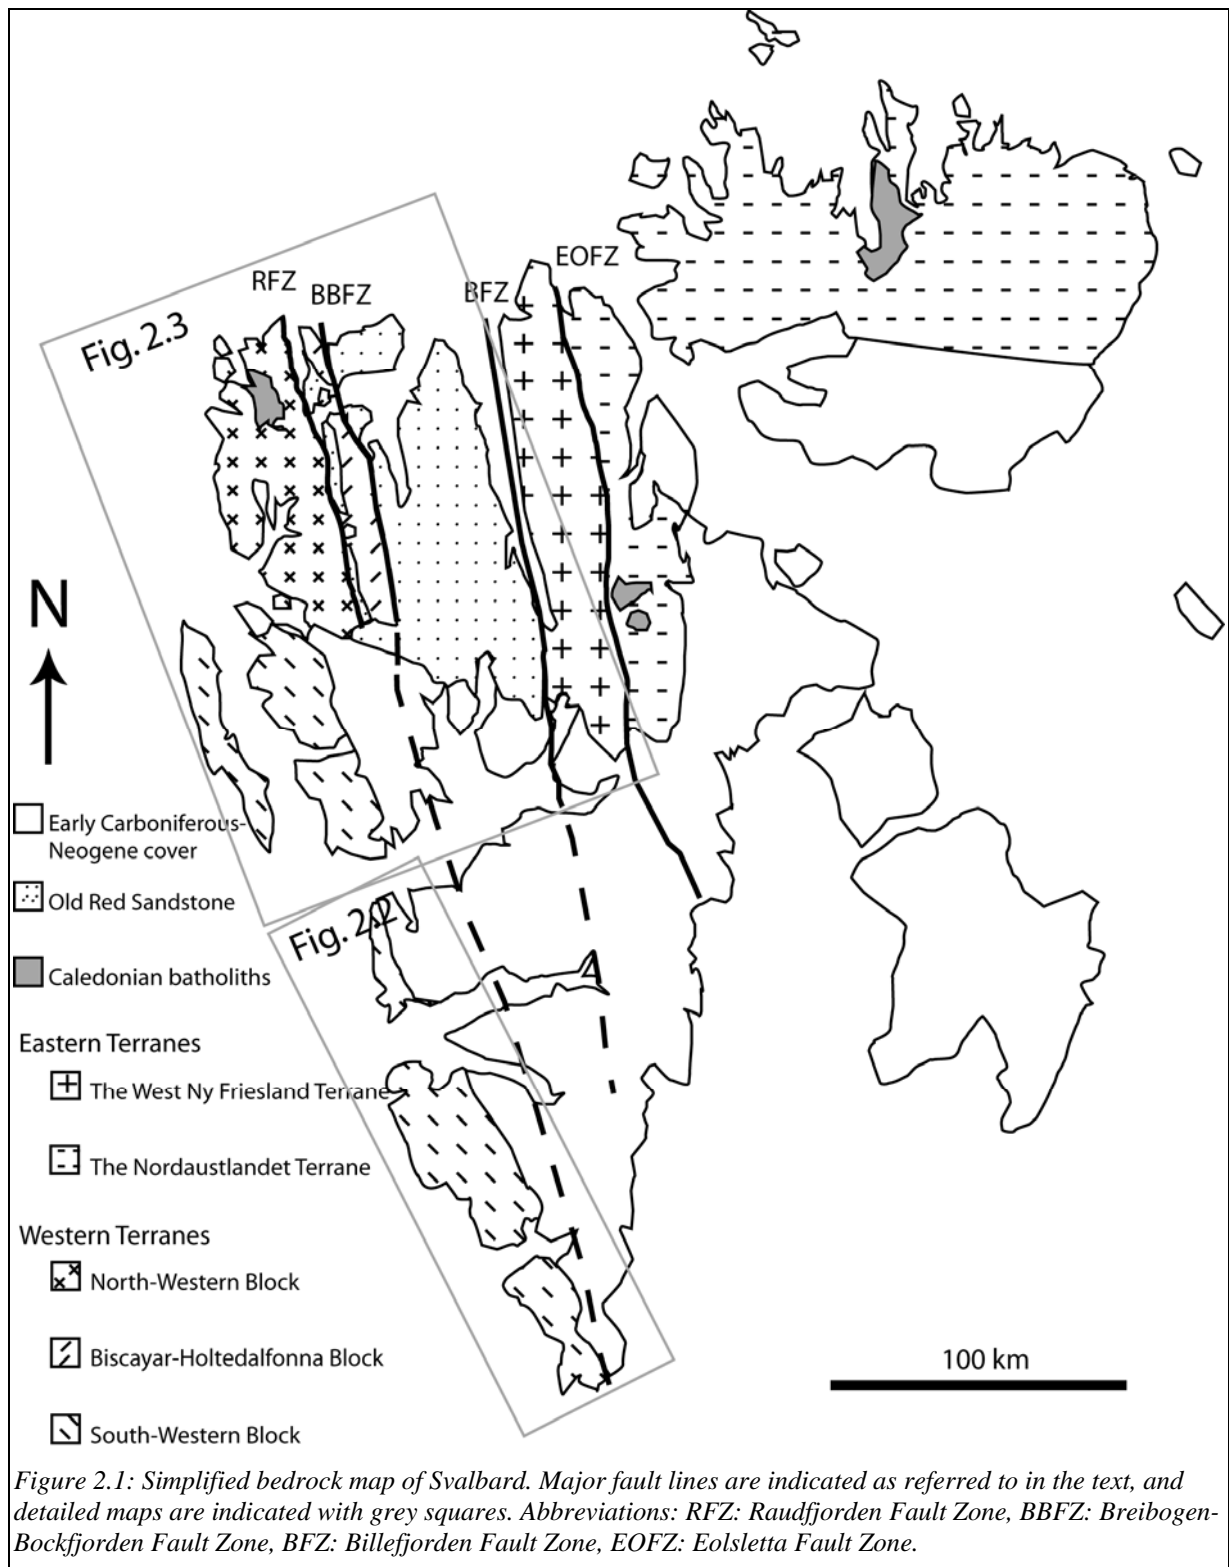 RFZ
BBFZ
BFZ
EOFZ
Fig. 2.3
N
Early Carboniferous-
Neogene cover
Old Red Sandstone
Fig. 2.2
Caledonian batholiths
Eastern Terranes
The West Ny Friesland Terrane
The Nordaustlandet Terrane
Western Terranes
North-Western Block
Biscayar-Holtedalfonna Block
South-Western Block
100 km
Figure 2.1: Simplified bedrock map of Svalbard. Major fault lines are indicated as referred to in the text, and
detailed maps are indicated with grey squares. Abbreviations: RFZ: Raudfjorden Fault Zone, BBFZ: Breibogen-
Bockfjorden Fault Zone, BFZ: Billefjorden Fault Zone, EOFZ: Eolsletta Fault Zone.